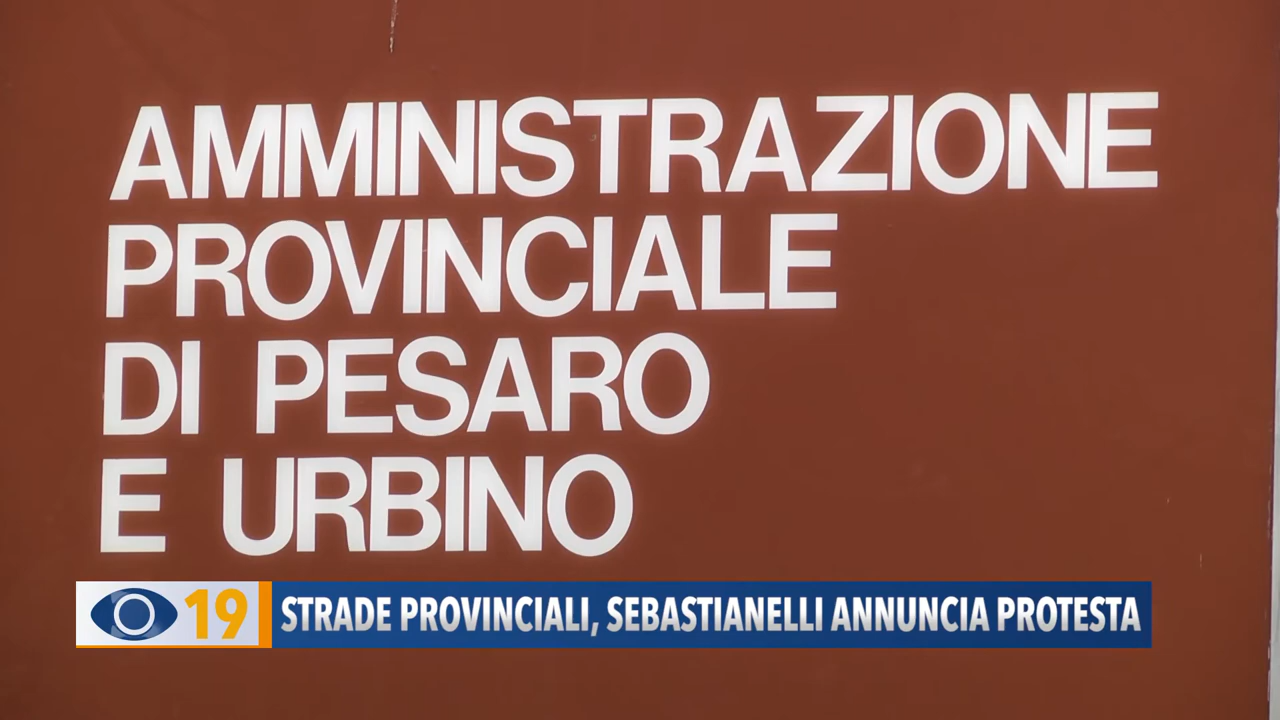 AMMINISTRAZIONE
PROVINCIALE
DI PESARO
E URBINO
19 STRADE PROVINCIALI, SEBASTIANELLI ANNUNCIA PROTESTA